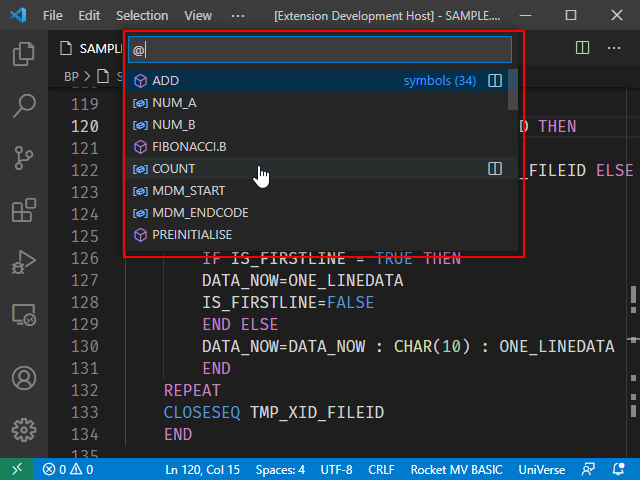 File Edit Selection View ··· [Extension Development Host] - SAMPLE....
SAMPL
@
BP > S
ADD symbols (34)
119 NUM_A
120 NUM_B THEN
121 FIBONACCI.B
122 COUNT _FILEID ELSE
123 MDM_START
124 MDM_ENDCODE
125 PREINITIALISE
126 IF IS_FIRSTLINE = TRUE THEN
127 DATA_NOW=ONE_LINEDATA
128 IS_FIRSTLINE=FALSE
129 END ELSE
130 DATA_NOW=DATA_NOW : CHAR(10) : ONE_LINEDATA
131 END
132 REPEAT
133 CLOSESEQ TMP_XID_FILEID
134 END
0 0 Ln 120, Col 15 Spaces: 4 UTF-8 CRLF Rocket MV BASIC UniVerse